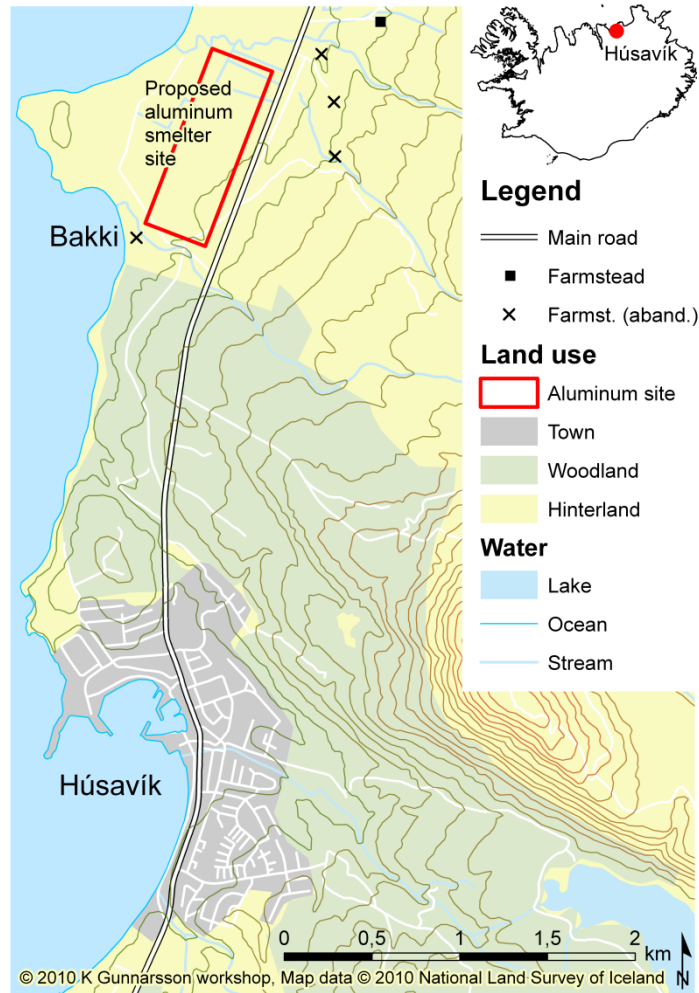 Húsavík
Proposed
aluminum
smelter
site
Bakki
Húsavík
Legend
Main road
Farmstead
Farmst. (aband.)
Land use
Aluminum site
Town
Woodland
Hinterland
Water
Lake
Ocean
Stream
0 0,5 1 1,5 2
km
© 2010 K Gunnarsson workshop, Map data © 2010 National Land Survey of Iceland
N